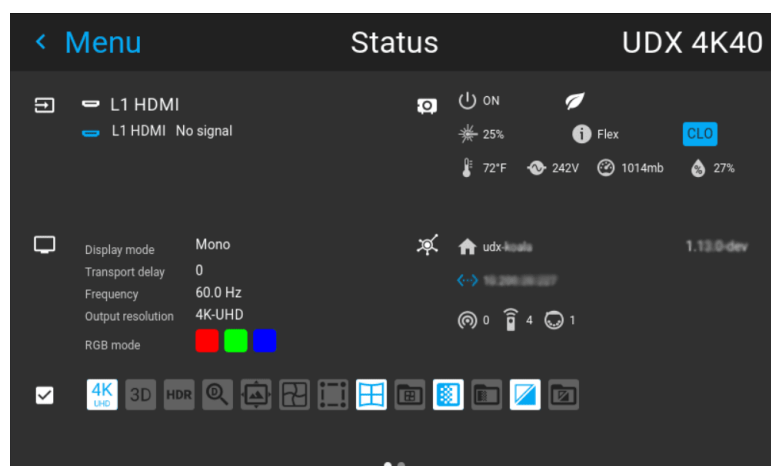 Menu
Status
UDX 4K40
L1 HDMI
L1 HDMI No signal
ON
25%
Flex
CLO
72°F
242V
1014mb
27%
Display mode Mono
Transport delay 0
Frequency 60.0 Hz
Output resolution 4K-UHD
RGB mode
udx-
0
4
1
4K
UHD
3D
HDR
D